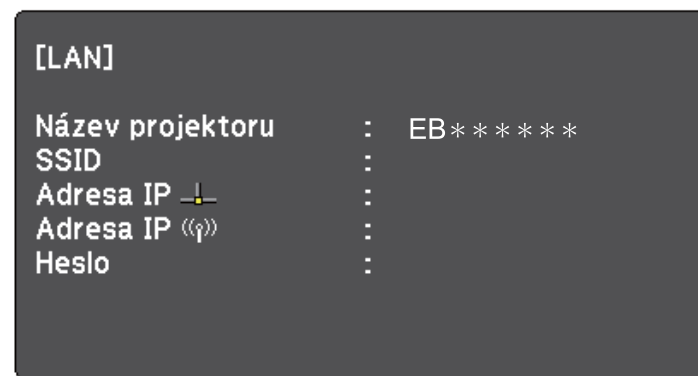 [LAN]
Název projektoru : EB******
SSID :
Adresa IP :
Adresa IP :
Heslo :